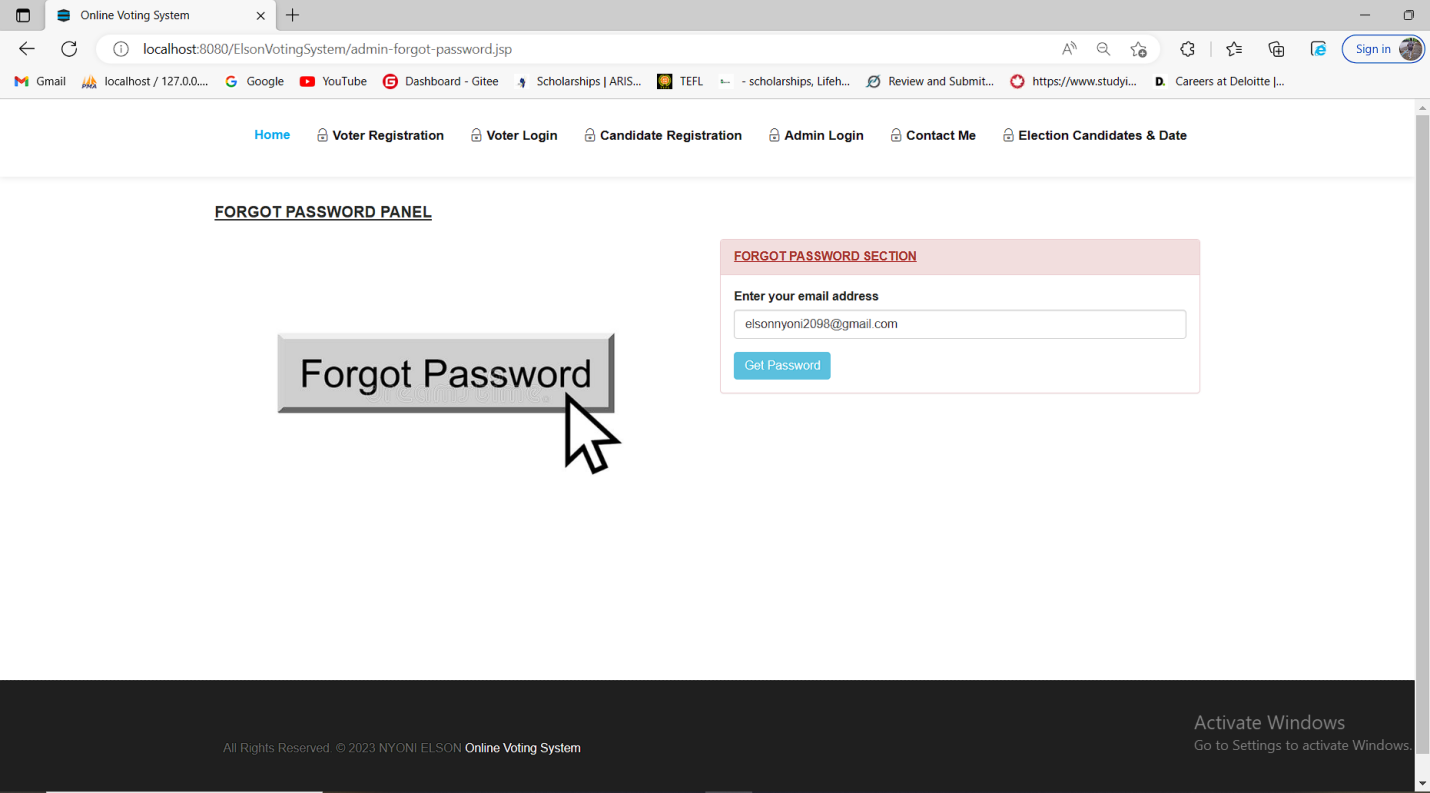 Online Voting System
localhost:8080/ElsonVotingSystem/admin-forgot-password.jsp
Sign in
Gmail
localhost / 127.0.0....
Google
YouTube
Dashboard - Gitee
Scholarships | ARIS...
TEFL
- scholarships, Lifeh...
Review and Submit...
https://www.studyi...
Careers at Deloitte |...
Home
Voter Registration
Voter Login
Candidate Registration
Admin Login
Contact Me
Election Candidates & Date
FORGOT PASSWORD PANEL
Forgot Password
FORGOT PASSWORD SECTION
Enter your email address
elsonnyoni2098@gmail.com
Get Password
Activate Windows
Go to Settings to activate Windows.
All Rights Reserved © 2023 NYONI ELSON Online Voting System